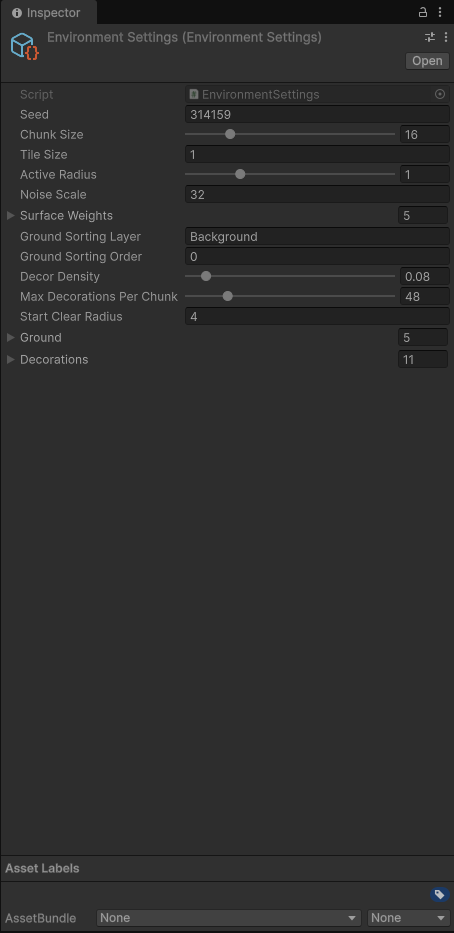 Inspector
Environment Settings (Environment Settings)
Open
Script EnvironmentSettings
Seed 314159
Chunk Size 16
Tile Size 1
Active Radius 1
Noise Scale 32
Surface Weights 5
Ground Sorting Layer Background
Ground Sorting Order 0
Decor Density 0.08
Max Decorations Per Chunk 48
Start Clear Radius 4
Ground 5
Decorations 11
Asset Labels
AssetBundle None None